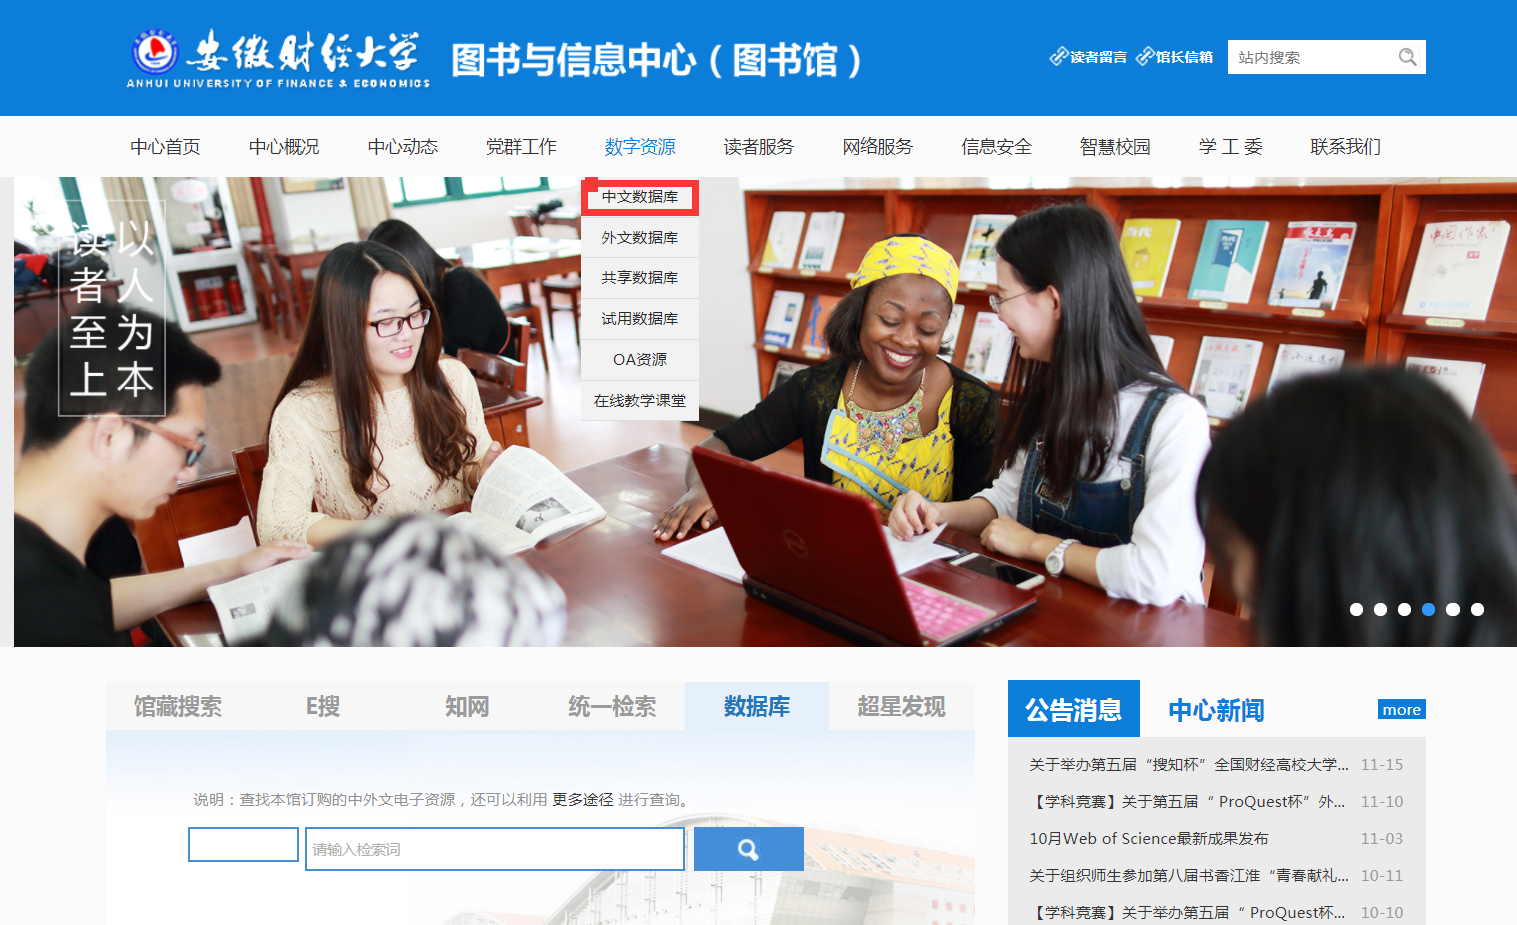 安徽财经大学
ANHUI UNIVERSITY OF FINANCE & ECONOMICS
图书与信息中心（图书馆）
读者留言 馆长信箱 站内搜索
中心首页 中心概况 中心动态 党群工作 数字资源 读者服务 网络服务 信息安全 智慧校园 学 工 委 联系我们
中文数据库
外文数据库
共享数据库
试用数据库
OA资源
在线教学课堂
以人为本
读者至上
当代
中国作家
馆藏搜索 E搜 知网 统一检索 数据库 超星发现
说明：查找本馆订购的中外文电子资源，还可以利用 更多途径 进行查询。
请输入检索词
公告消息 中心新闻 more
关于举办第五届“搜知杯”全国财经高校大学... 11-15
【学科竞赛】关于第五届“ ProQuest杯”外... 11-10
10月Web of Science最新成果发布 11-03
关于组织师生参加第八届书香江淮“青春献礼... 10-11
【学科竞赛】关于举办第五届“ ProQuest杯... 10-10